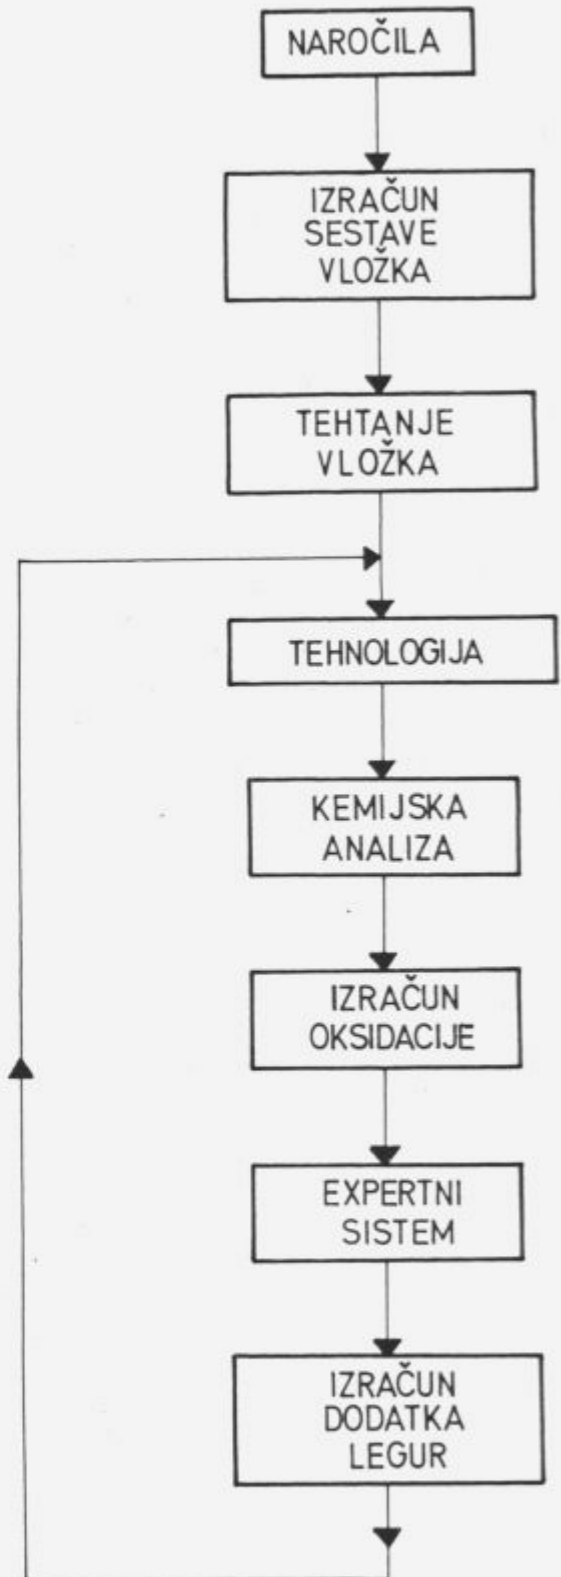 NAROČILA
IZRAČUN
SESTAVE
VLOŽKA
TEHTANJE
VLOŽKA
TEHNOLOGIJA
KEMIJSKA
ANALIZA
IZRAČUN
OKSIDACIJE
EXPERTNI
SISTEM
IZRAČUN
DODATKA
LEGUR